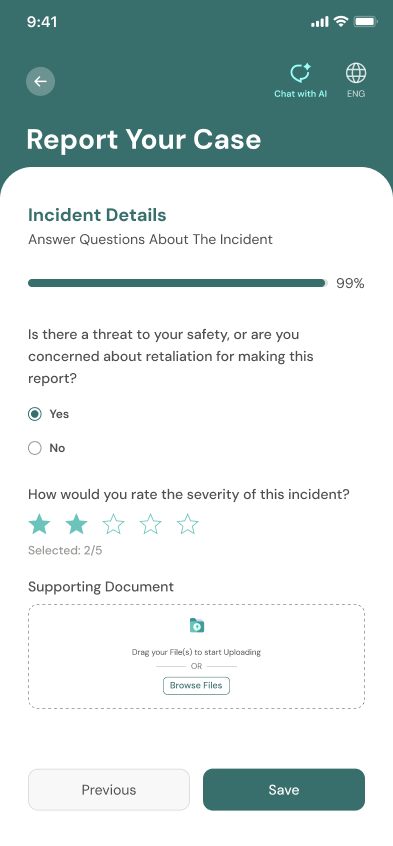 9:41
Chat with AI
ENG
Report Your Case
Incident Details
Answer Questions About The Incident
99%
Is there a threat to your safety, or are you
concerned about retaliation for making this
report?
Yes
No
How would you rate the severity of this incident?
Selected: 2/5
Supporting Document
Drag your File(s) to start Uploading
OR
Browse Files
Previous
Save